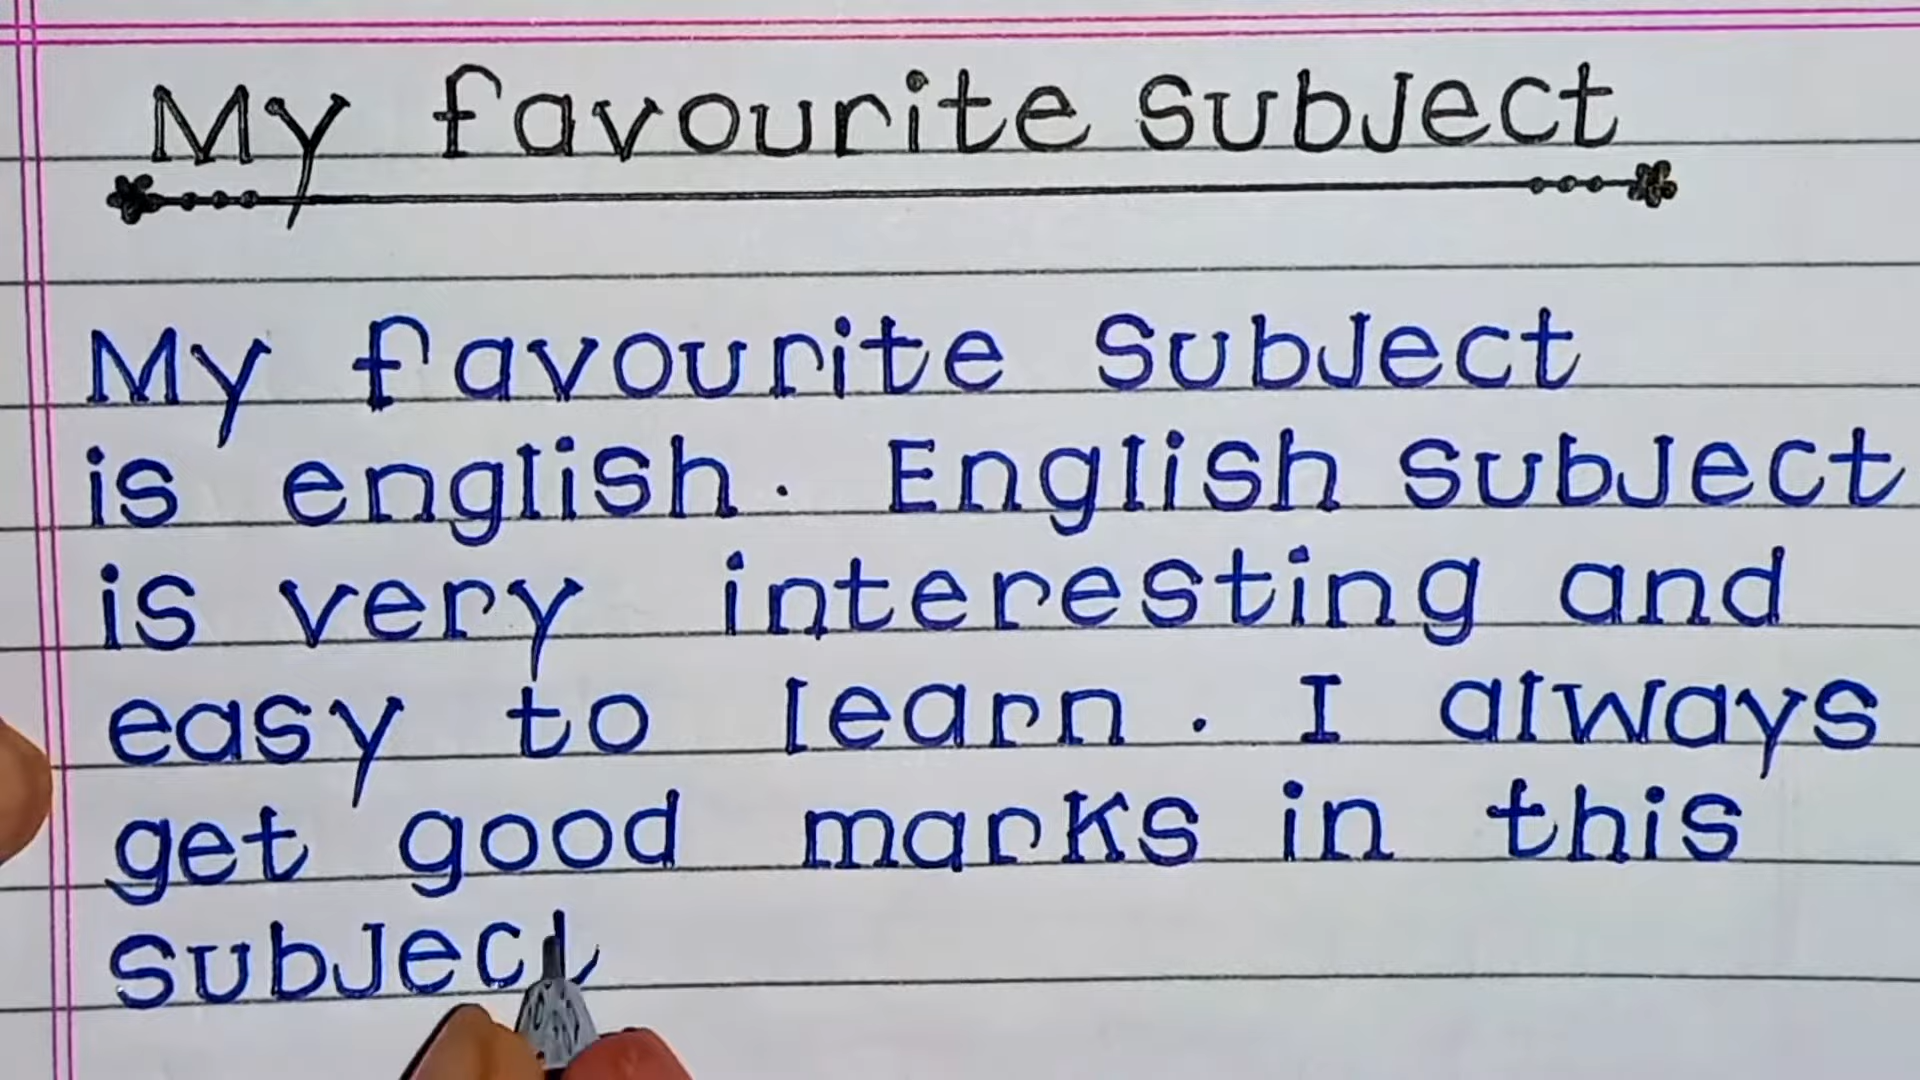 My favourite subject
My favourite subject
is english. English subject
is very interesting and
easy to learn. I always
get good marks in this
subject